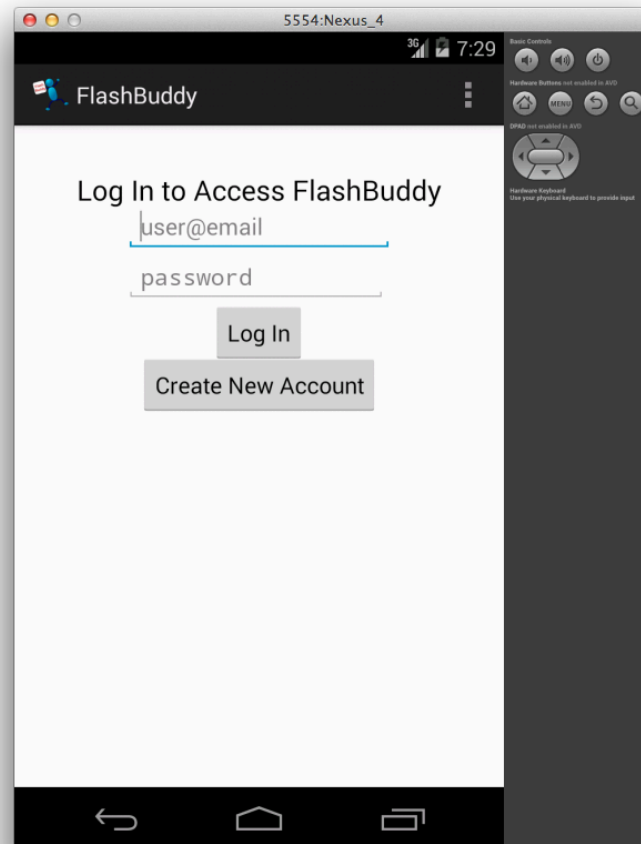 5554:Nexus_4
3G 7:29
FlashBuddy
Log In to Access FlashBuddy
user@email
password
Log In
Create New Account
Basic Controls
Hardware Buttons not enabled in AVD
MENU
DPAD not enabled in AVD
Hardware Keyboard
Use your physical keyboard to provide input